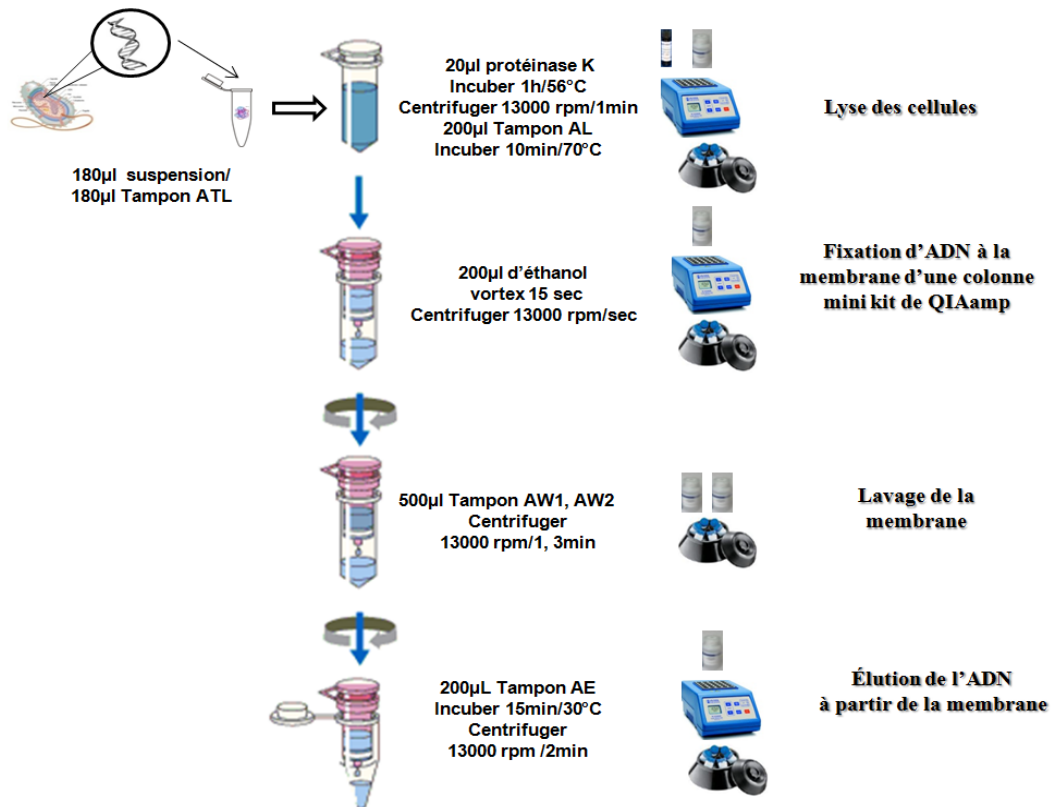 180µl suspension/
180µl Tampon ATL
20µl protéinase K
Incuber 1h/56°C
Centrifuger 13000 rpm/1min
200µl Tampon AL
Incuber 10min/70°C
Lyse des cellules
200µl d'éthanol
vortex 15 sec
Centrifuger 13000 rpm/sec
Fixation d'ADN à la
membrane d'une colonne
mini kit de QIAamp
500µl Tampon AW1, AW2
Centrifuger
13000 rpm/1, 3min
Lavage de la
membrane
200µL Tampon AE
Incuber 15min/30°C
Centrifuger
13000 rpm /2min
Élution de l'ADN
à partir de la membrane